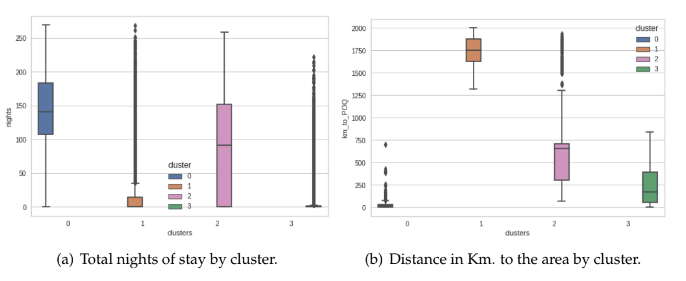 250
200
150
100
50
0
nights
cluster
0
1
2
3
0 1 2 3
clusters
2000
1750
1500
1250
1000
750
500
250
0
km_to_PDQ
cluster
0
1
2
3
0 1 2 3
clusters
(a) Total nights of stay by cluster.
(b) Distance in Km. to the area by cluster.